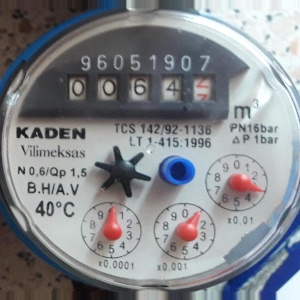 96051907
0064
m³
KADEN
Vilimeksas
TCS 142/92-1136
LT 1-415:1996
PN16bar
ΔP 1bar
N 0,6/Qp 1,5
B.H/A.V
40°C
x0,01
x0,0001
x0,001